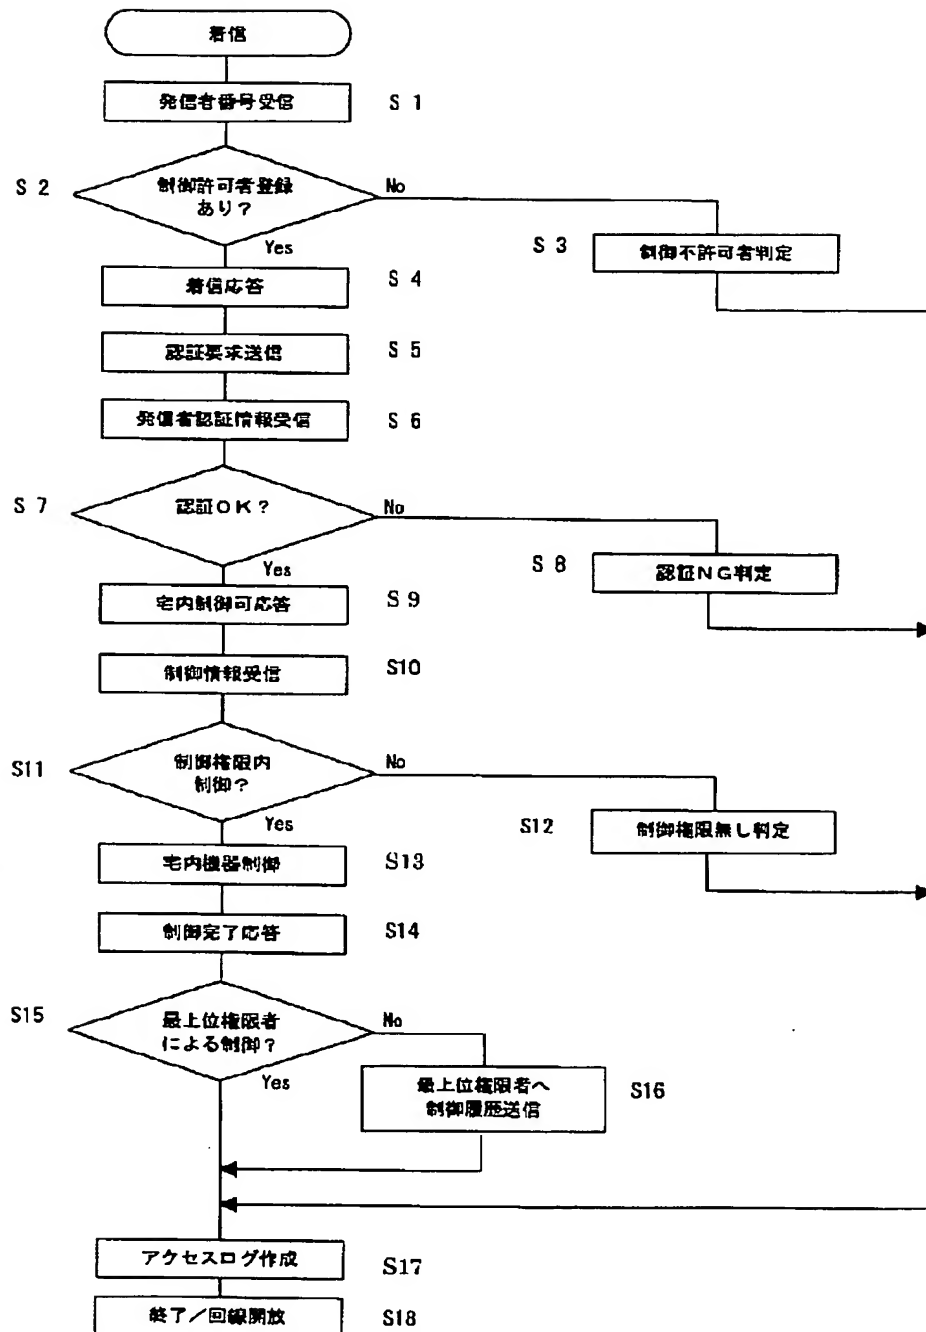 着信
発信者番号受信
S 1
S 2
制御許可者登録
あり?
No
Yes
S 3
制御不許可者判定
着信応答
S 4
認証要求送信
S 5
発信者認証情報受信
S 6
S 7
認証OK?
No
Yes
S 8
認証NG判定
宅内制御可応答
S 9
制御情報受信
S10
S11
制御権限内
制御?
No
Yes
S12
制御権限無し判定
宅内機器制御
S13
制御完了応答
S14
S15
最上位権限者
による制御?
No
Yes
最上位権限者へ
制御履歴送信
S16
アクセスログ作成
S17
終了/回線開放
S18